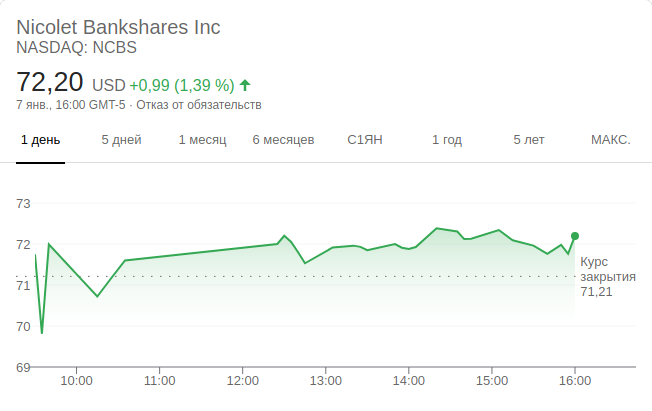 Nicolet Bankshares Inc
NASDAQ: NCBS
72,20 USD +0,99 (1,39 %)
7 янв., 16:00 GMT-5 · Отказ от обязательств
1 день 5 дней 1 месяц 6 месяцев С1ЯН 1 год 5 лет МАКС.
73
72
71
70
69
Курс
закрытия
71,21
10:00 11:00 12:00 13:00 14:00 15:00 16:00